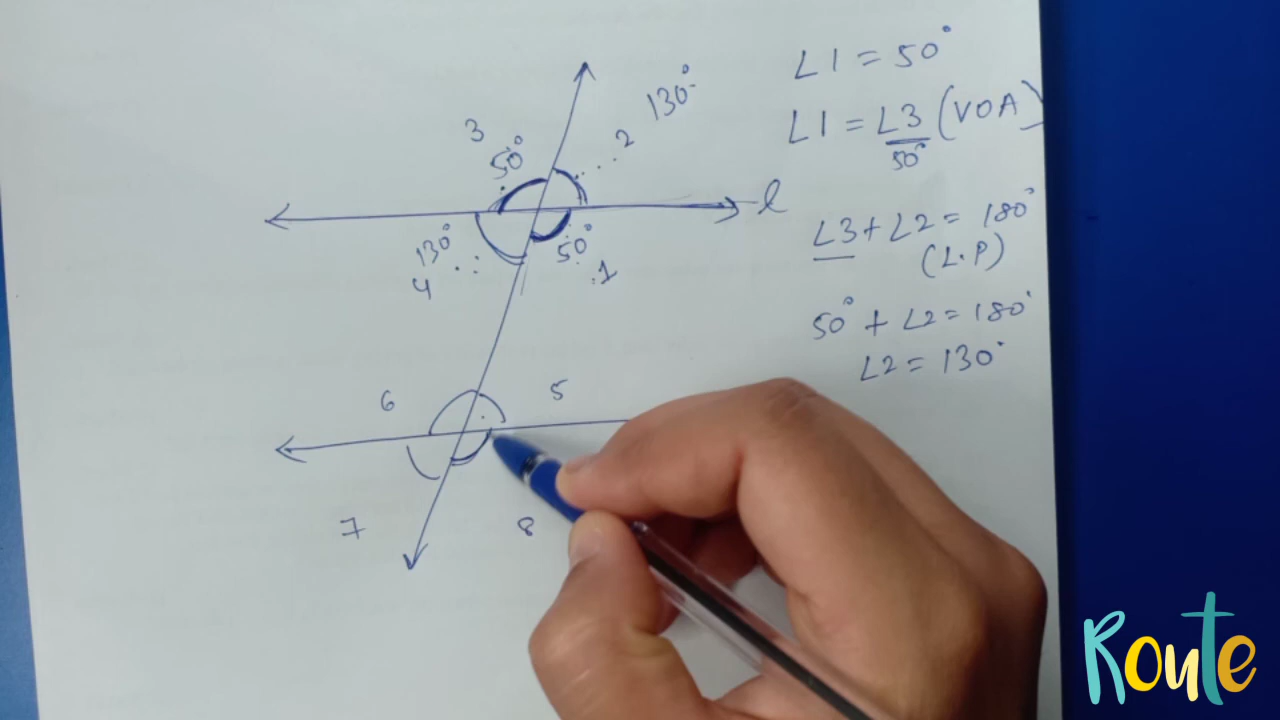 ∠1 = 50°
130°
∠1 = ∠3 (VOA)
50°
3
50°
2
l
∠3 + ∠2 = 180°
(L.P)
130°
50°
4
1
50° + ∠2 = 180°
∠2 = 130°
6
5
7
8
Route